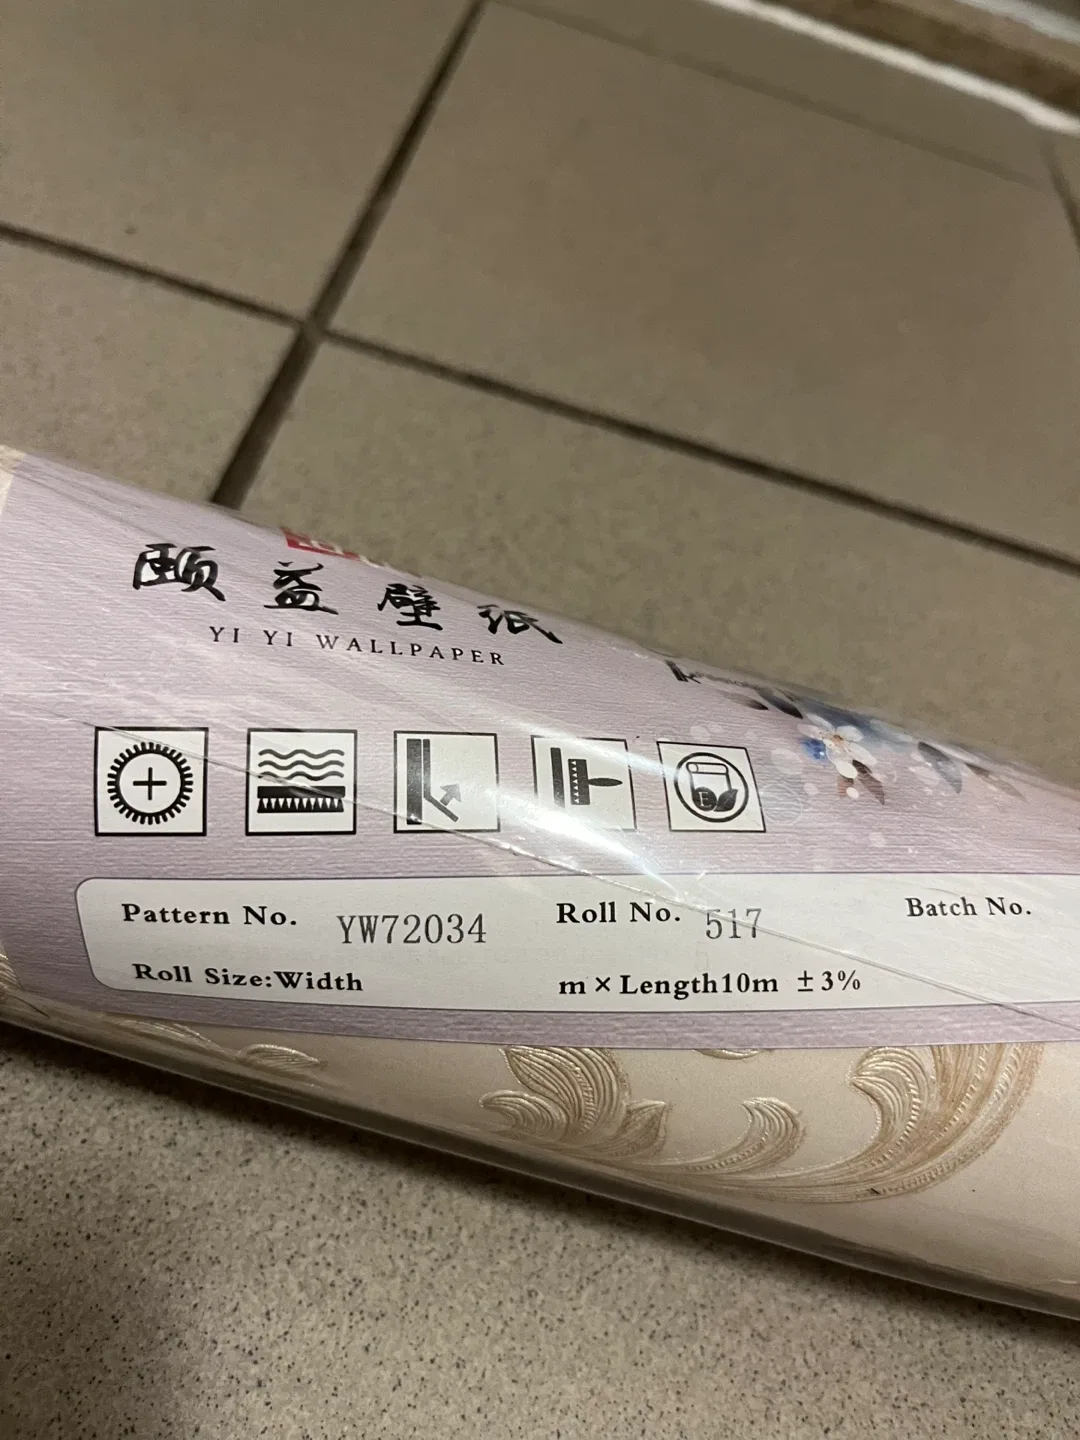 颐益壁纸
YI YI WALLPAPER
E
Pattern No. YW72034 Roll No. 517 Batch No.
Roll Size:Width m×Length10m ±3%